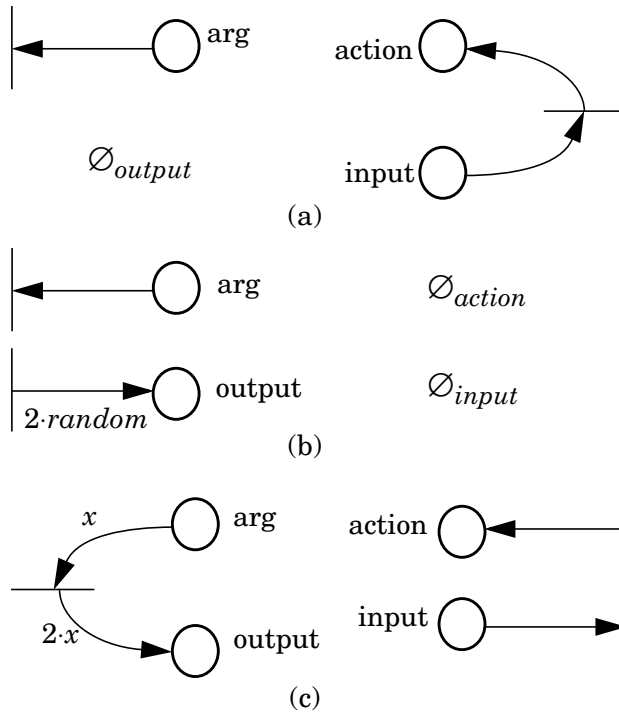 arg
action
∅output
input
(a)
arg
∅action
output
∅input
2·random
(b)
x
arg
action
2·x
output
input
(c)